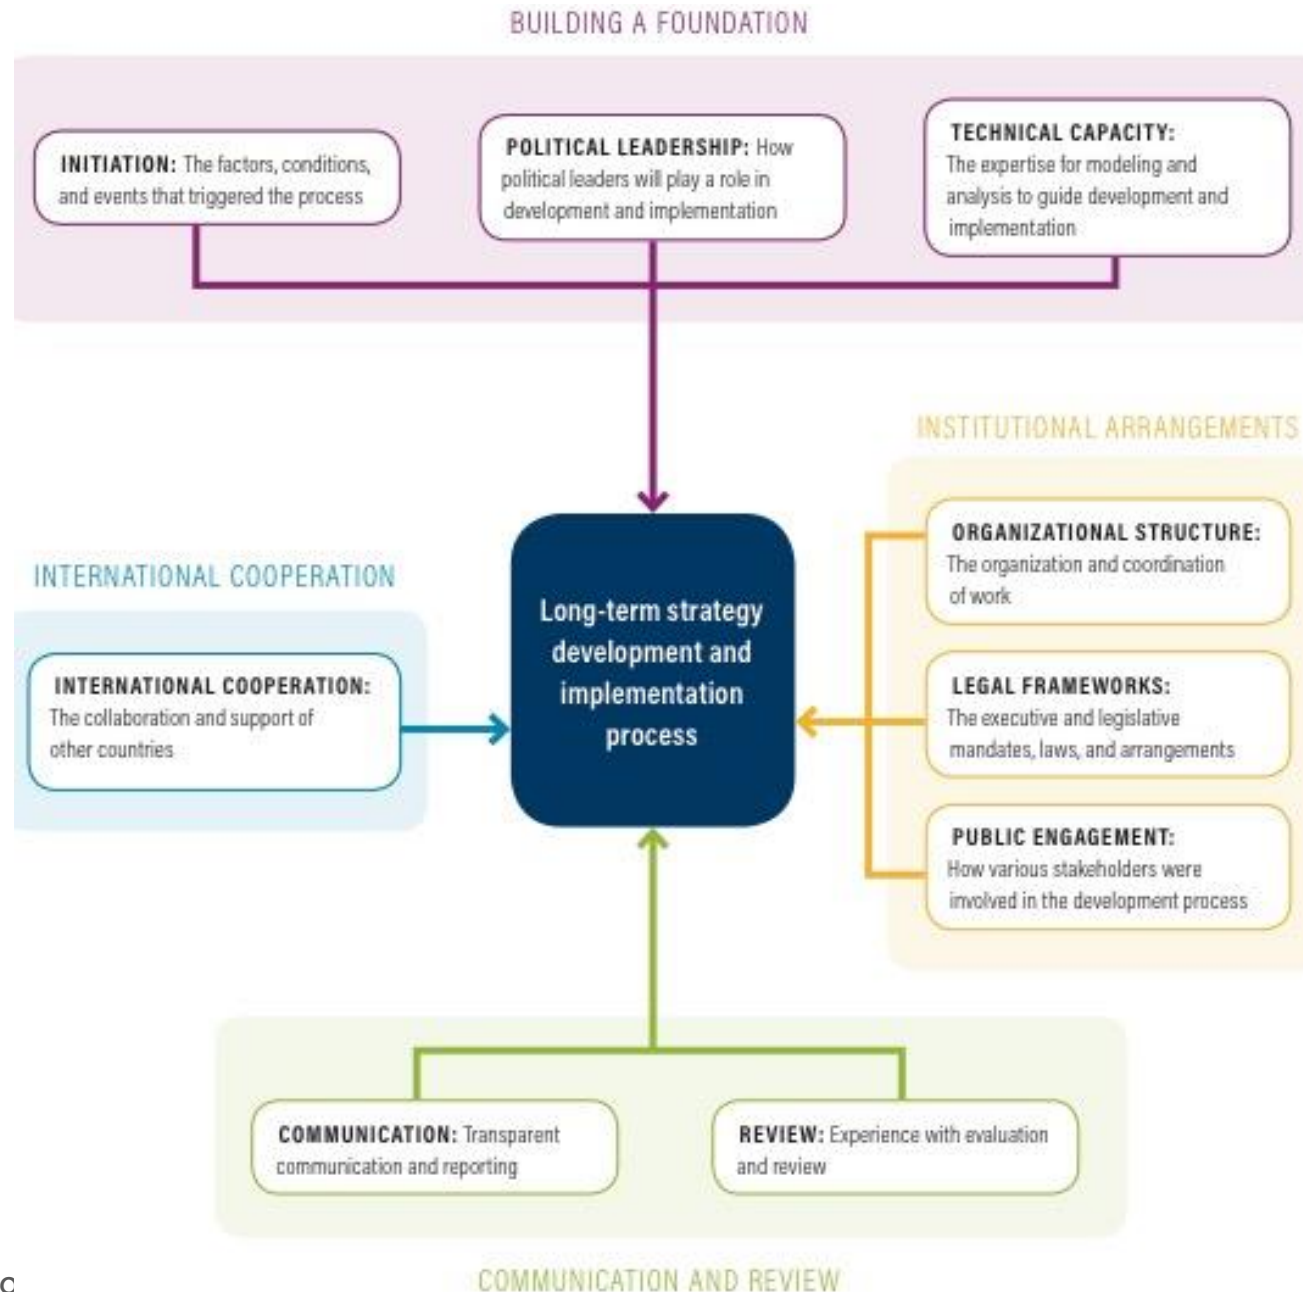 BUILDING A FOUNDATION
INITIATION: The factors, conditions,
and events that triggered the process
POLITICAL LEADERSHIP: How
political leaders will play a role in
development and implementation
TECHNICAL CAPACITY:
The expertise for modeling and
analysis to guide development and
implementation
INTERNATIONAL COOPERATION
INTERNATIONAL COOPERATION:
The collaboration and support of
other countries
Long-term strategy
development and
implementation
process
INSTITUTIONAL ARRANGEMENTS
ORGANIZATIONAL STRUCTURE:
The organization and coordination
of work
LEGAL FRAMEWORKS:
The executive and legislative
mandates, laws, and arrangements
PUBLIC ENGAGEMENT:
How various stakeholders were
involved in the development process
COMMUNICATION: Transparent
communication and reporting
REVIEW: Experience with evaluation
and review
COMMUNICATION AND REVIEW